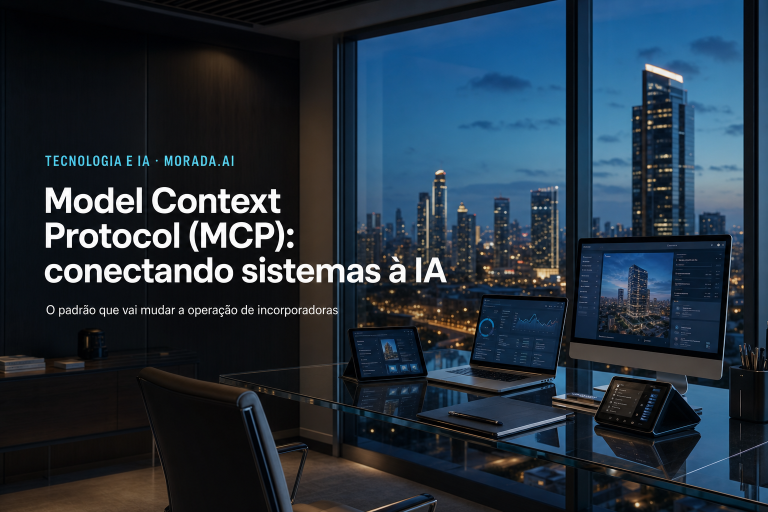 TECNOLOGIA E IA · MORADA.AI
Model Context
Protocol (MCP):
conectando sistemas à IA
O padrão que vai mudar a operação de incorporadoras